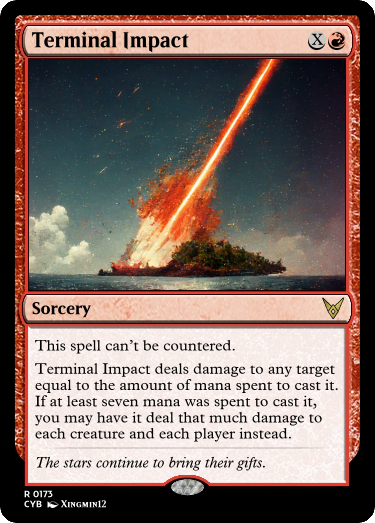 Terminal Impact X
Sorcery
This spell can't be countered.
Terminal Impact deals damage to any target
equal to the amount of mana spent to cast it.
If at least seven mana was spent to cast it,
you may have it deal that much damage to
each creature and each player instead.
The stars continue to bring their gifts.
R 0173
CYB Xingmin12